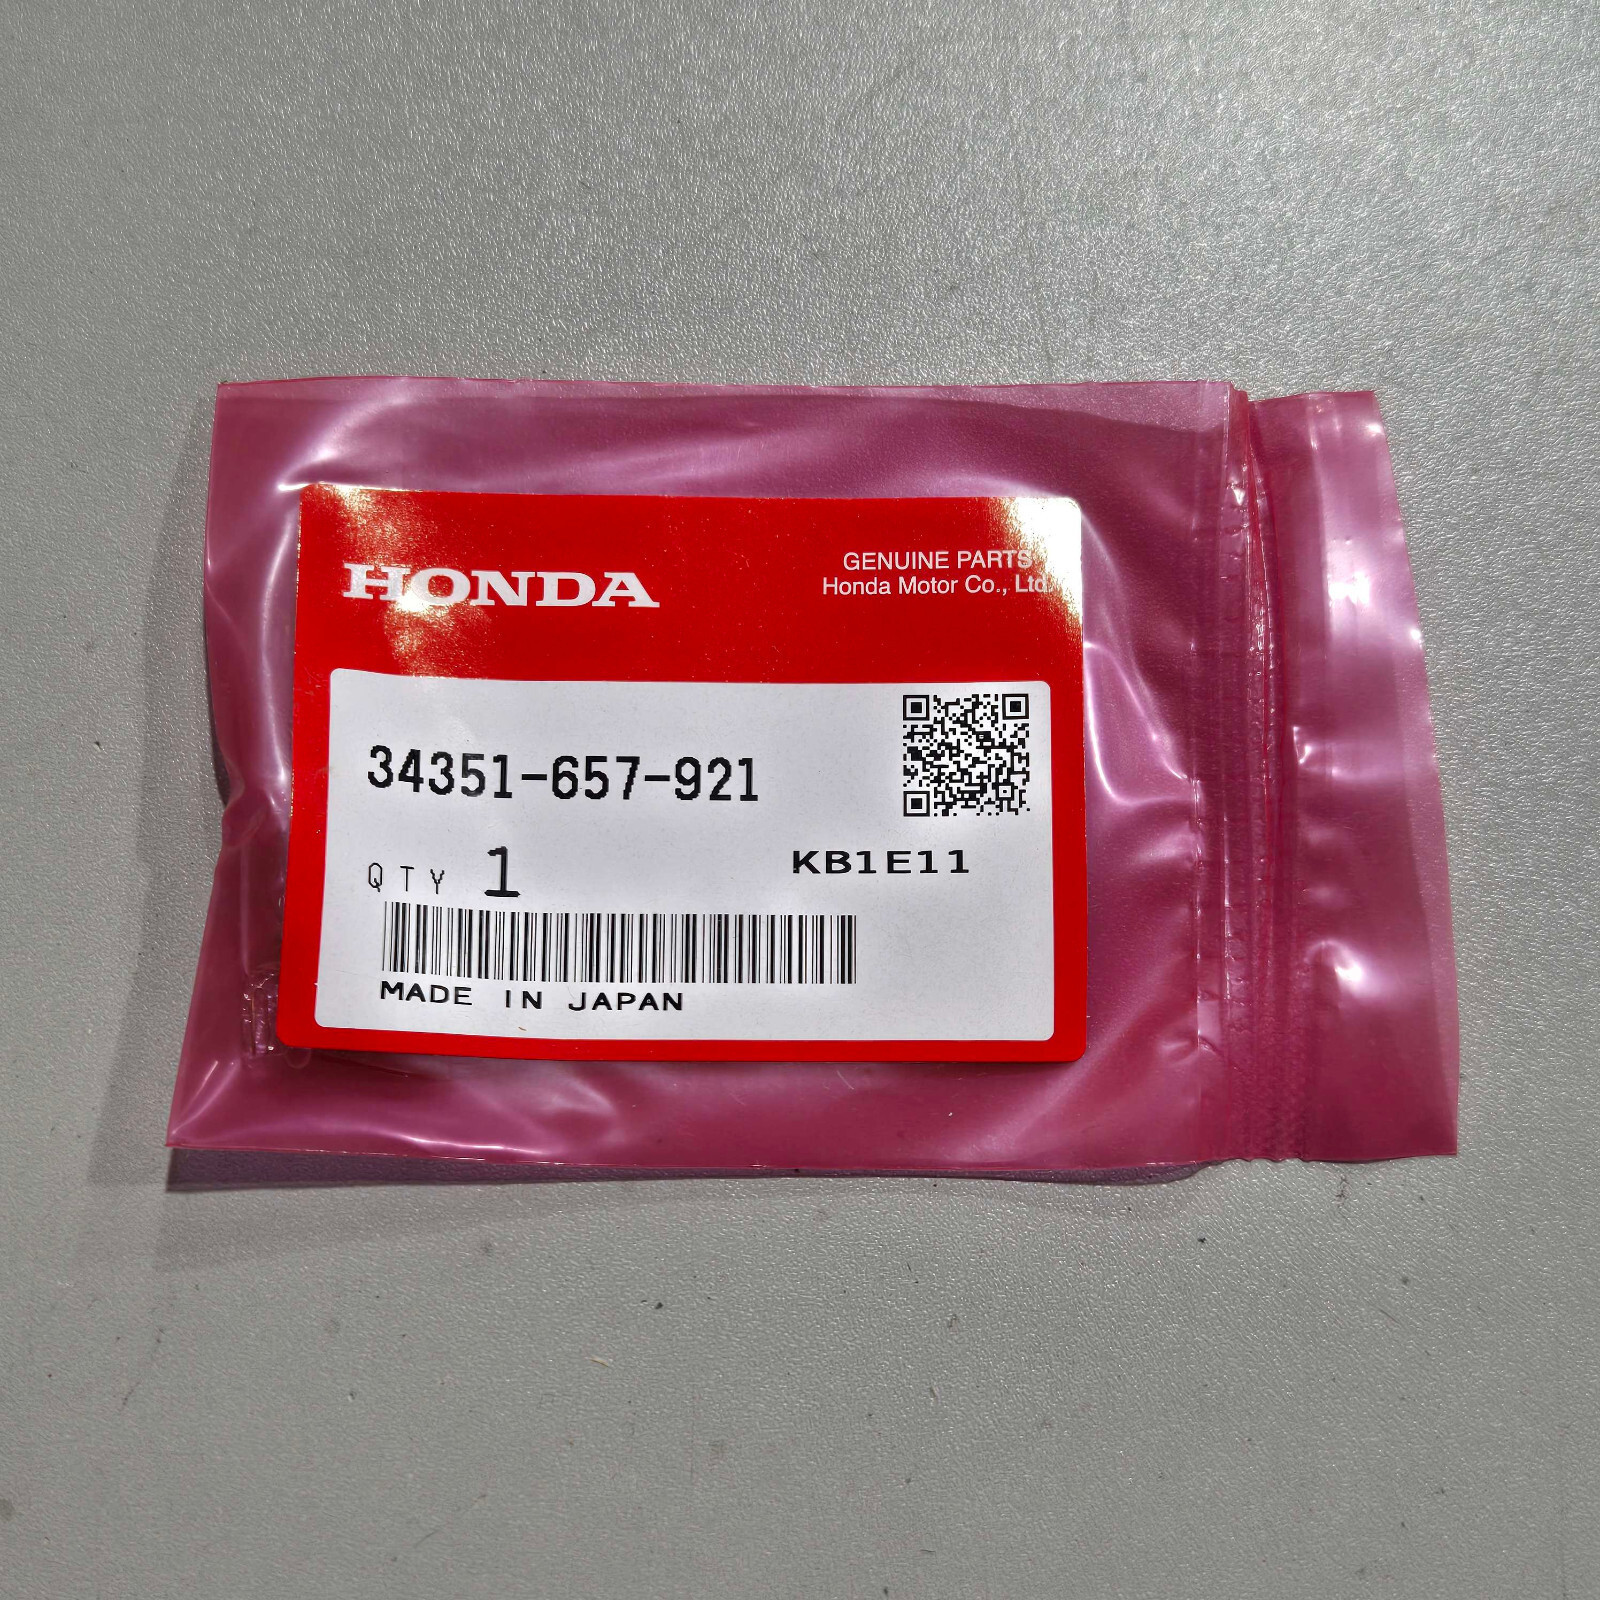 HONDA
GENUINE PARTS
Honda Motor Co., Ltd.
34351-657-921
QTY 1
KB1E11
MADE IN JAPAN